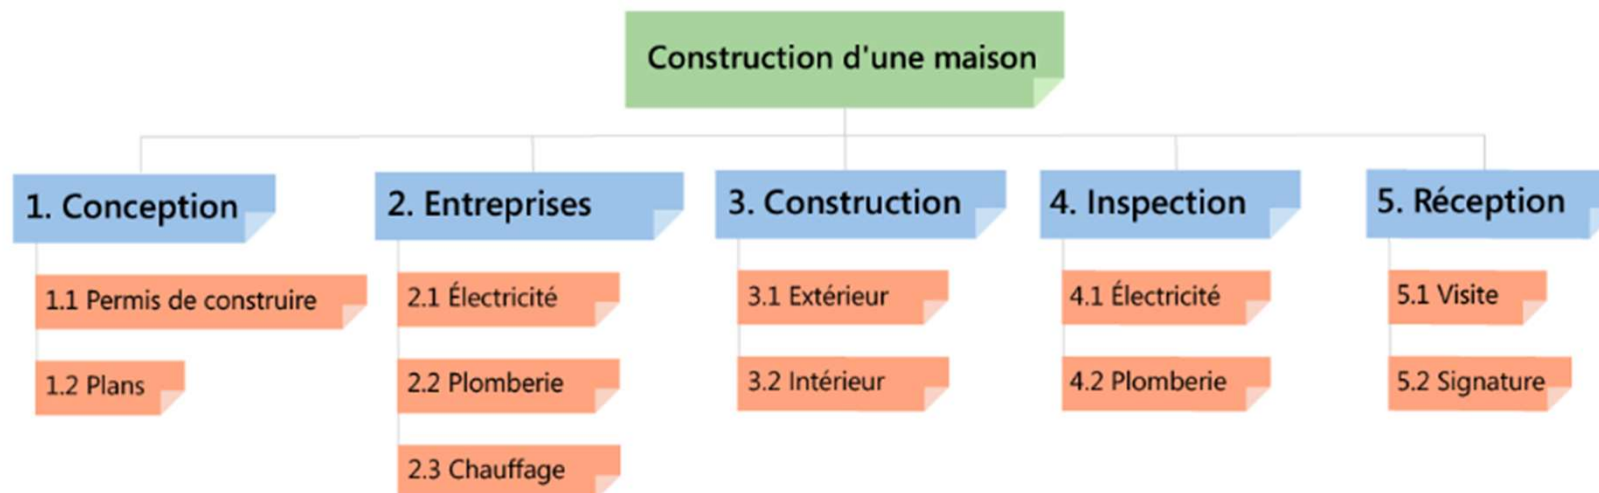 Construction d'une maison
1. Conception
1.1 Permis de construire
1.2 Plans
2. Entreprises
2.1 Électricité
2.2 Plomberie
2.3 Chauffage
3. Construction
3.1 Extérieur
3.2 Intérieur
4. Inspection
4.1 Électricité
4.2 Plomberie
5. Réception
5.1 Visite
5.2 Signature